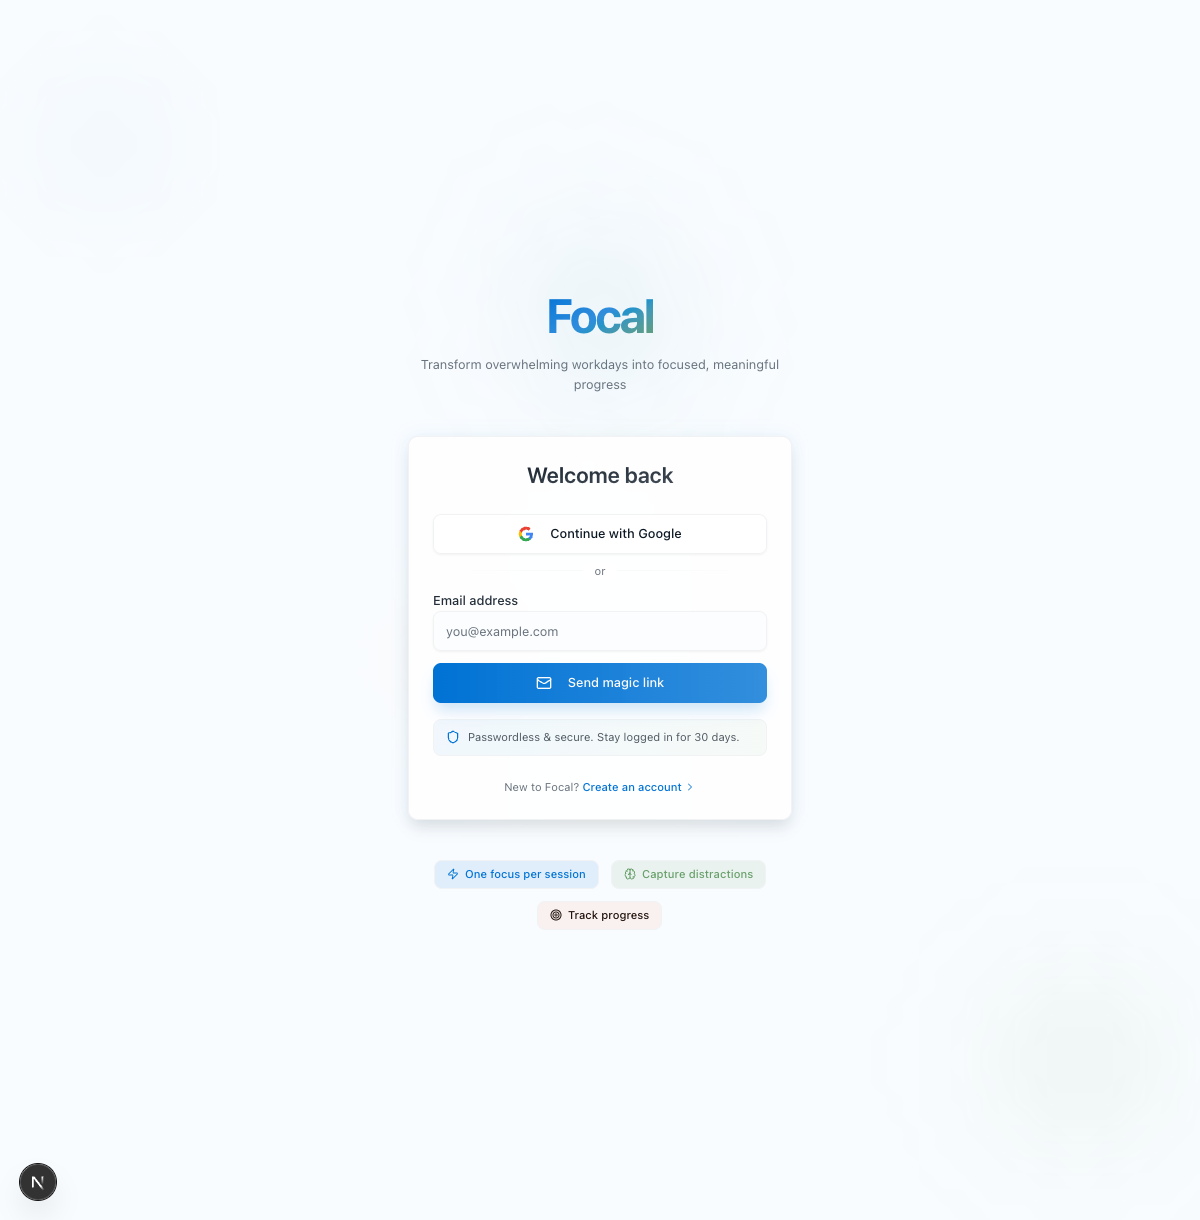 Focal
Transform overwhelming workdays into focused, meaningful
progress
Welcome back
Continue with Google
or
Email address
you@example.com
Send magic link
Passwordless & secure. Stay logged in for 30 days.
New to Focal? Create an account
One focus per session
Capture distractions
Track progress
N